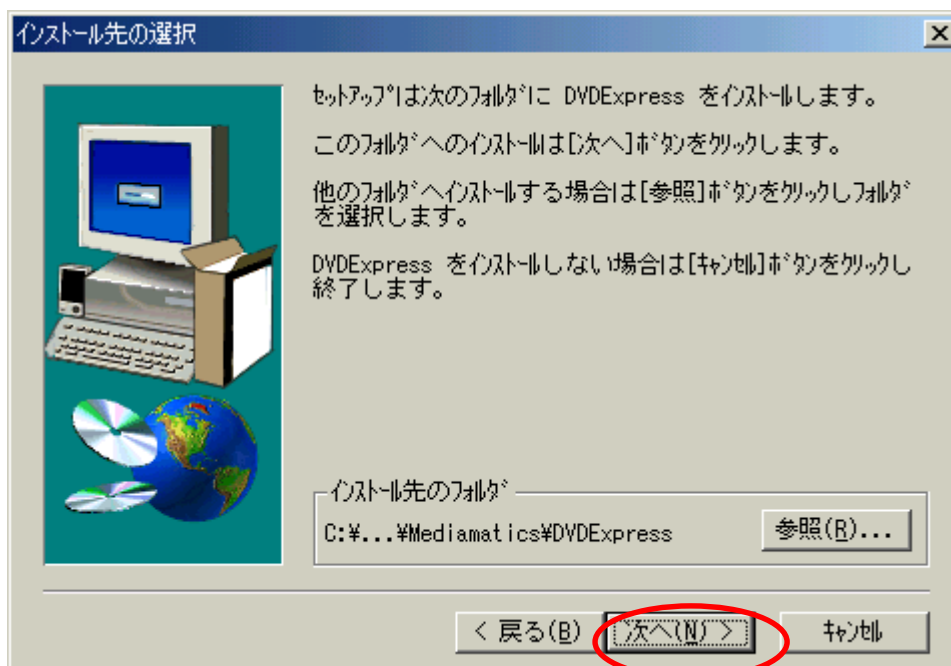 インストール先の選択
ｾｯﾄｱｯﾌﾟは次のﾌｫﾙﾀﾞに DVDExpress をｲﾝｽﾄｰﾙします。
このﾌｫﾙﾀﾞへのｲﾝｽﾄｰﾙは[次へ]ﾎﾞﾀﾝをｸﾘｯｸします。
他のﾌｫﾙﾀﾞへｲﾝｽﾄｰﾙする場合は[参照]ﾎﾞﾀﾝをｸﾘｯｸしﾌｫﾙﾀﾞ
を選択します。
DVDExpress をｲﾝｽﾄｰﾙしない場合は[ｷｬﾝｾﾙ]ﾎﾞﾀﾝをｸﾘｯｸし
終了します。
ｲﾝｽﾄｰﾙ先のﾌｫﾙﾀﾞ
C:¥...¥Mediamatics¥DVDExpress
参照(R)...
< 戻る(B)
次へ(N) >
ｷｬﾝｾﾙ